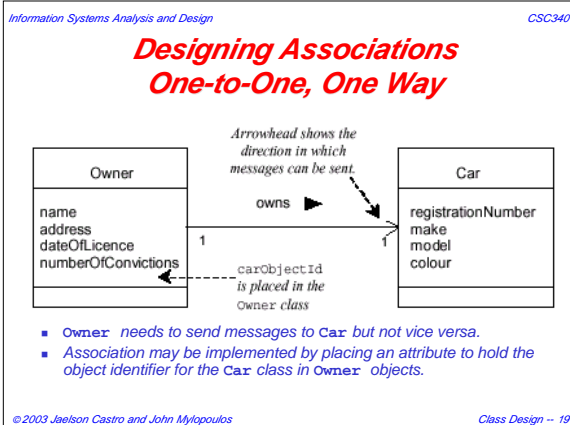 Information Systems Analysis and Design
CSC340
Designing Associations
One-to-One, One Way
Arrowhead shows the
direction in which
messages can be sent.
Owner
Car
owns
name
address
dateOfLicence
numberOfConvictions
registrationNumber
make
model
colour
1
1
carObjectId
is placed in the
Owner class
Owner needs to send messages to Car but not vice versa.
Association may be implemented by placing an attribute to hold the
object identifier for the Car class in Owner objects.
©2003 Jaelson Castro and John Mylopoulos
Class Design -- 19